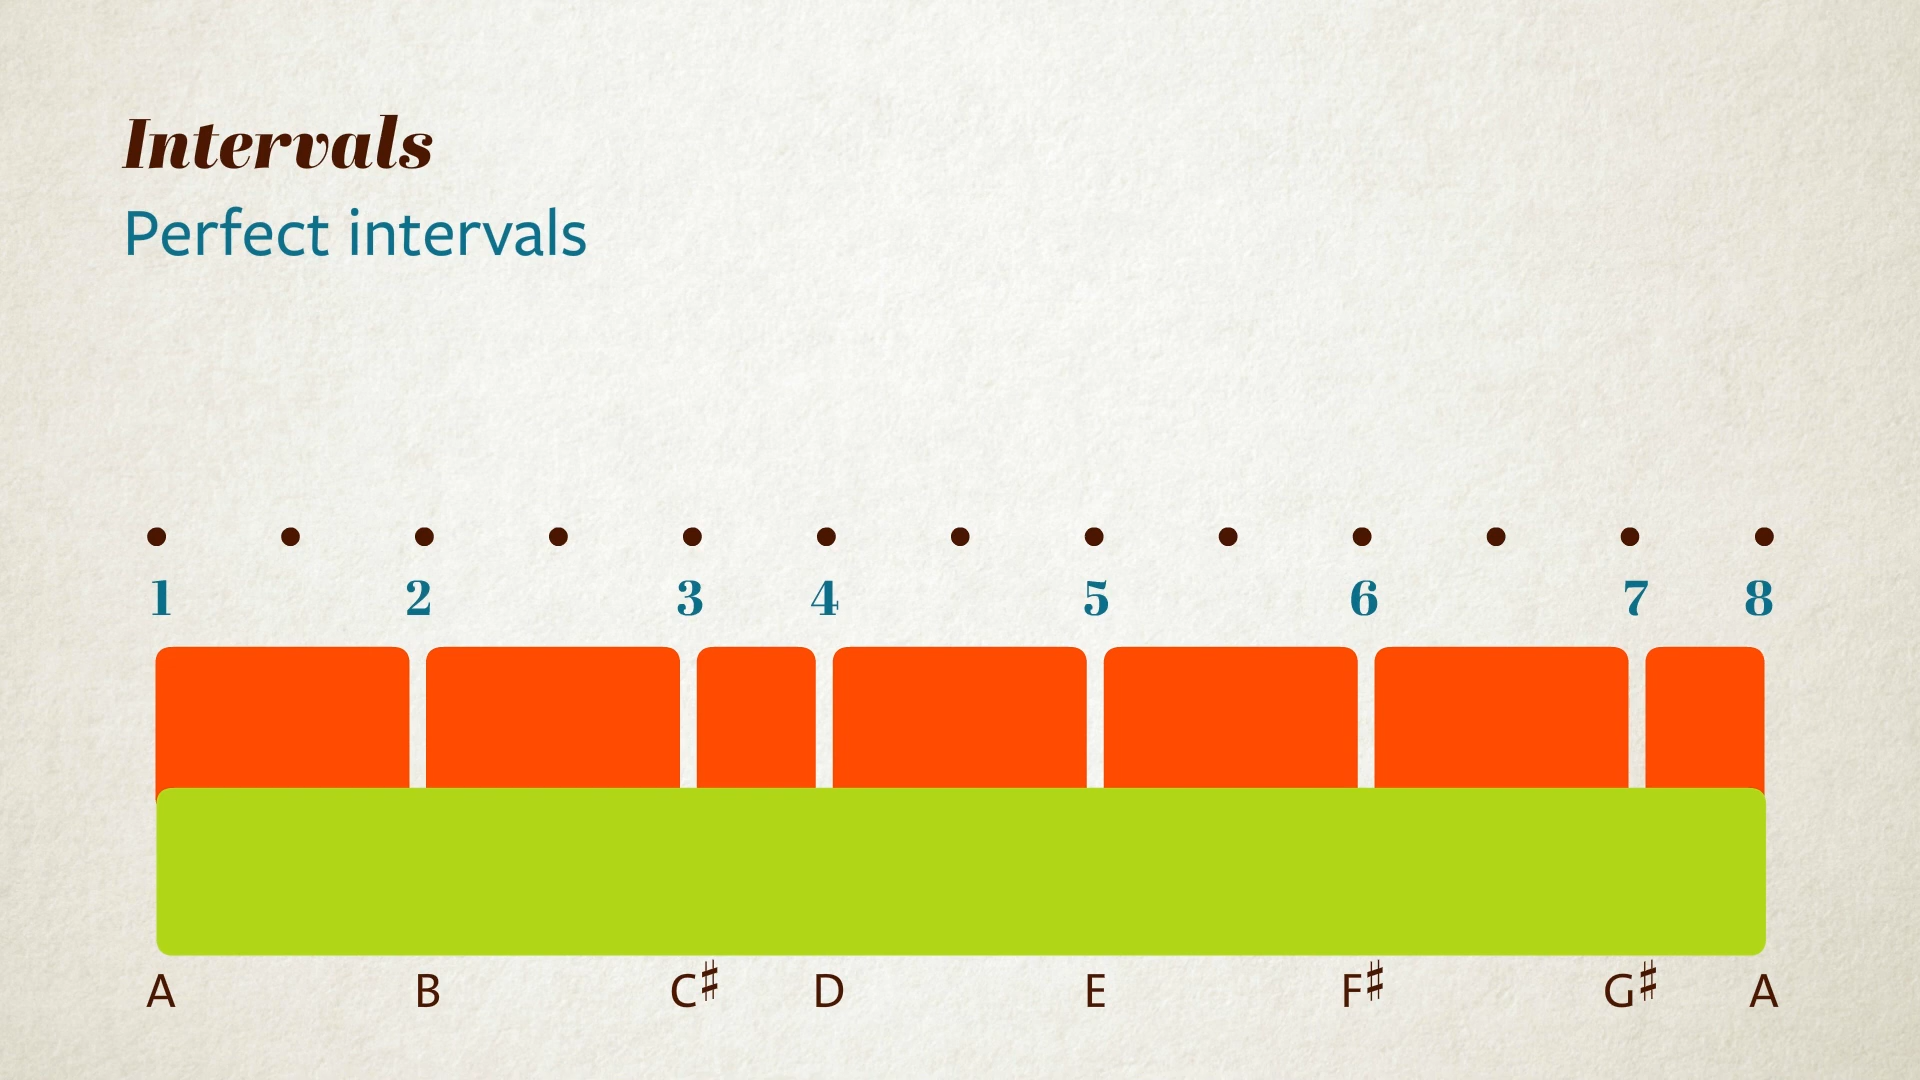 Intervals
Perfect intervals
1 2 3 4 5 6 7 8
A B C♯ D E F♯ G♯ A